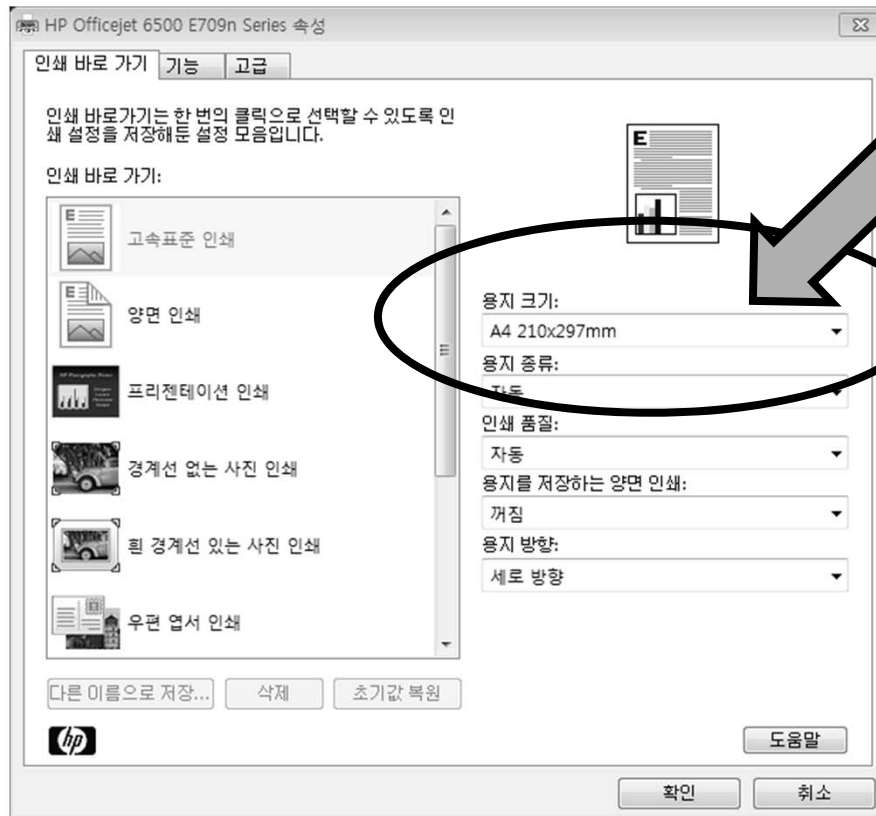 HP Officejet 6500 E709n Series 속성
인쇄 바로 가기 기능 고급
인쇄 바로가기는 한 번의 클릭으로 선택할 수 있도록 인
쇄 설정을 저장해둔 설정 모음입니다.
인쇄 바로 가기:
고속표준 인쇄
양면 인쇄
프리젠테이션 인쇄
경계선 없는 사진 인쇄
흰 경계선 있는 사진 인쇄
우편 엽서 인쇄
다른 이름으로 저장... 삭제 초기값 복원
E
용지 크기:
A4 210x297mm
용지 종류:
자동
인쇄 품질:
자동
용지를 저장하는 양면 인쇄:
꺼짐
용지 방향:
세로 방향
hp
도움말
확인 취소